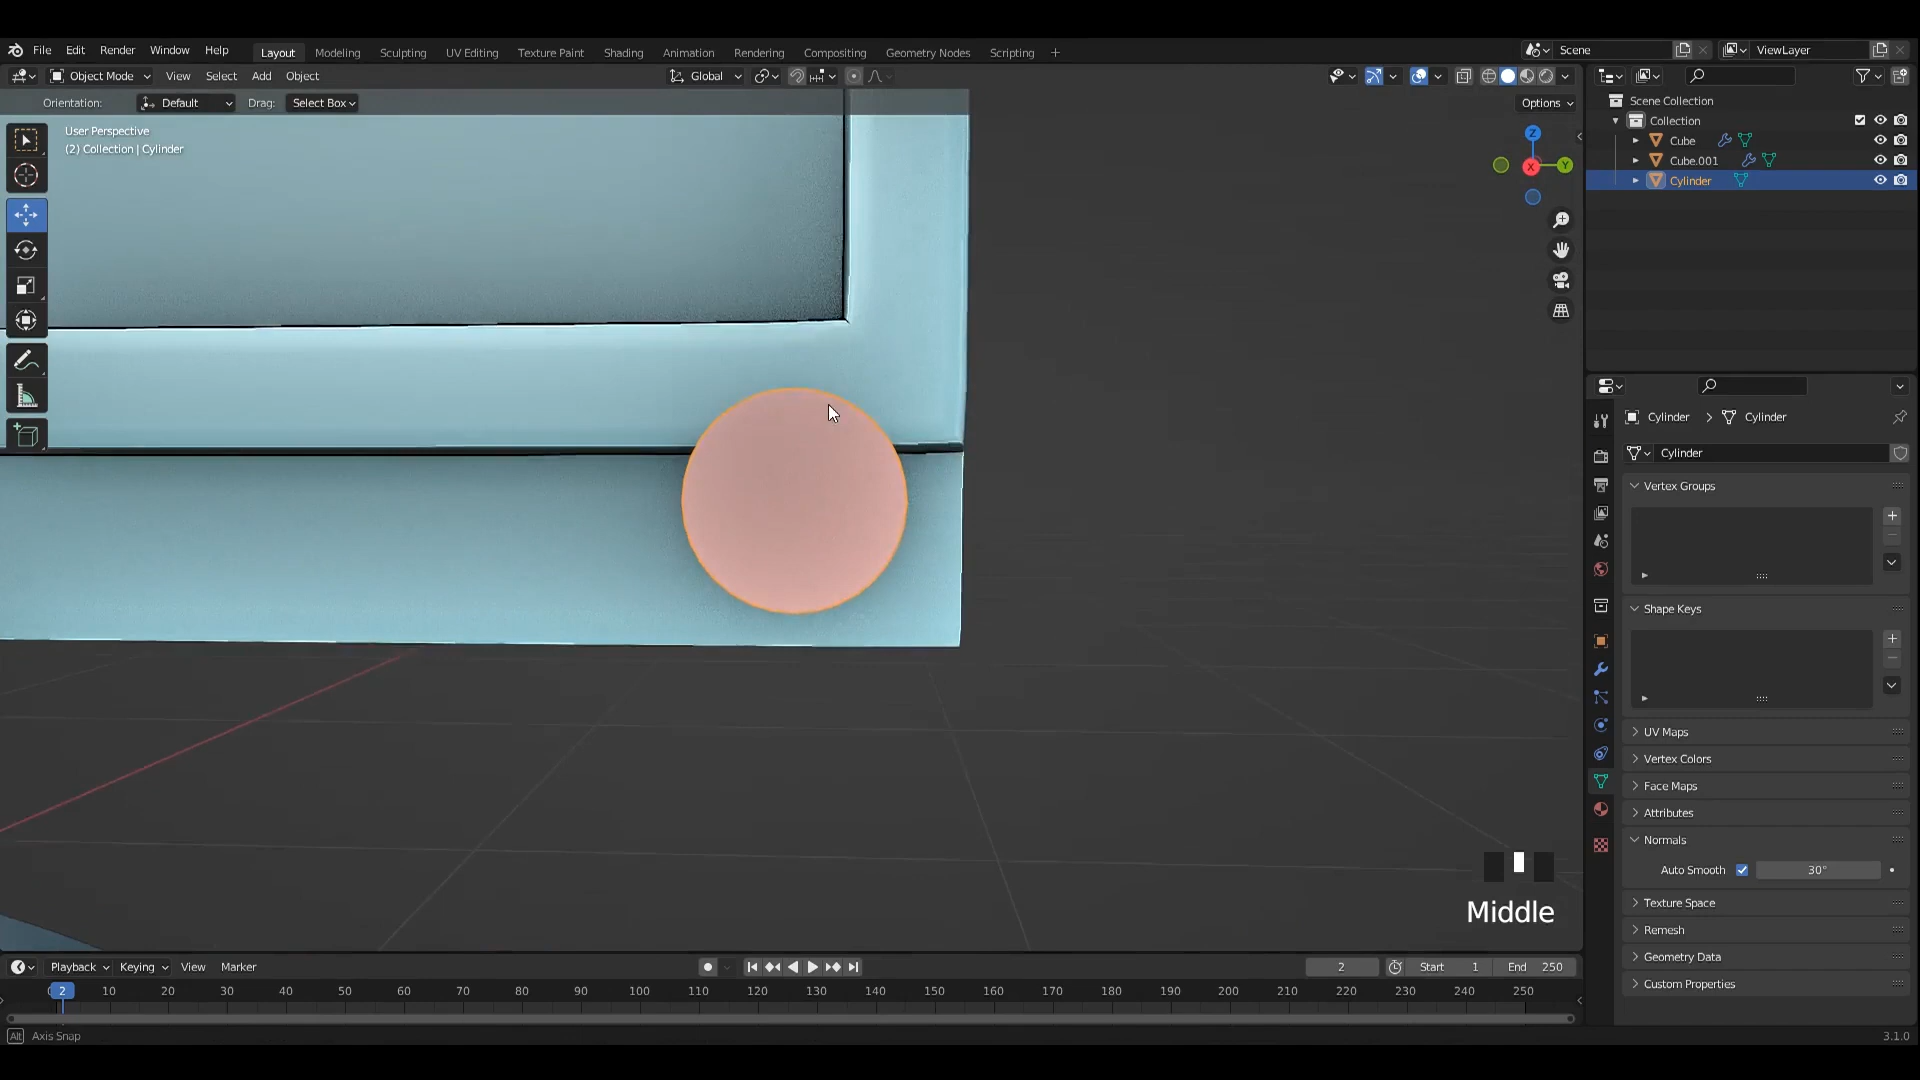 File Edit Render Window Help Layout Modeling Sculpting UV Editing Texture Paint Shading Animation Rendering Compositing Geometry Nodes Scripting + Scene ViewLayer
Object Mode View Select Add Object Global
Orientation: Default Drag: Select Box Options
User Perspective
(2) Collection | Cylinder
Z
X Y
Scene Collection
Collection
Cube
Cube.001
Cylinder
Cylinder > Cylinder
Cylinder
Vertex Groups
Shape Keys
UV Maps
Vertex Colors
Face Maps
Attributes
Normals
Auto Smooth 30°
Texture Space
Remesh
Geometry Data
Custom Properties
Middle
Playback Keying View Marker 2 Start 1 End 250
2 10 20 30 40 50 60 70 80 90 100 110 120 130 140 150 160 170 180 190 200 210 220 230 240 250
Alt Axis Snap 3.1.0